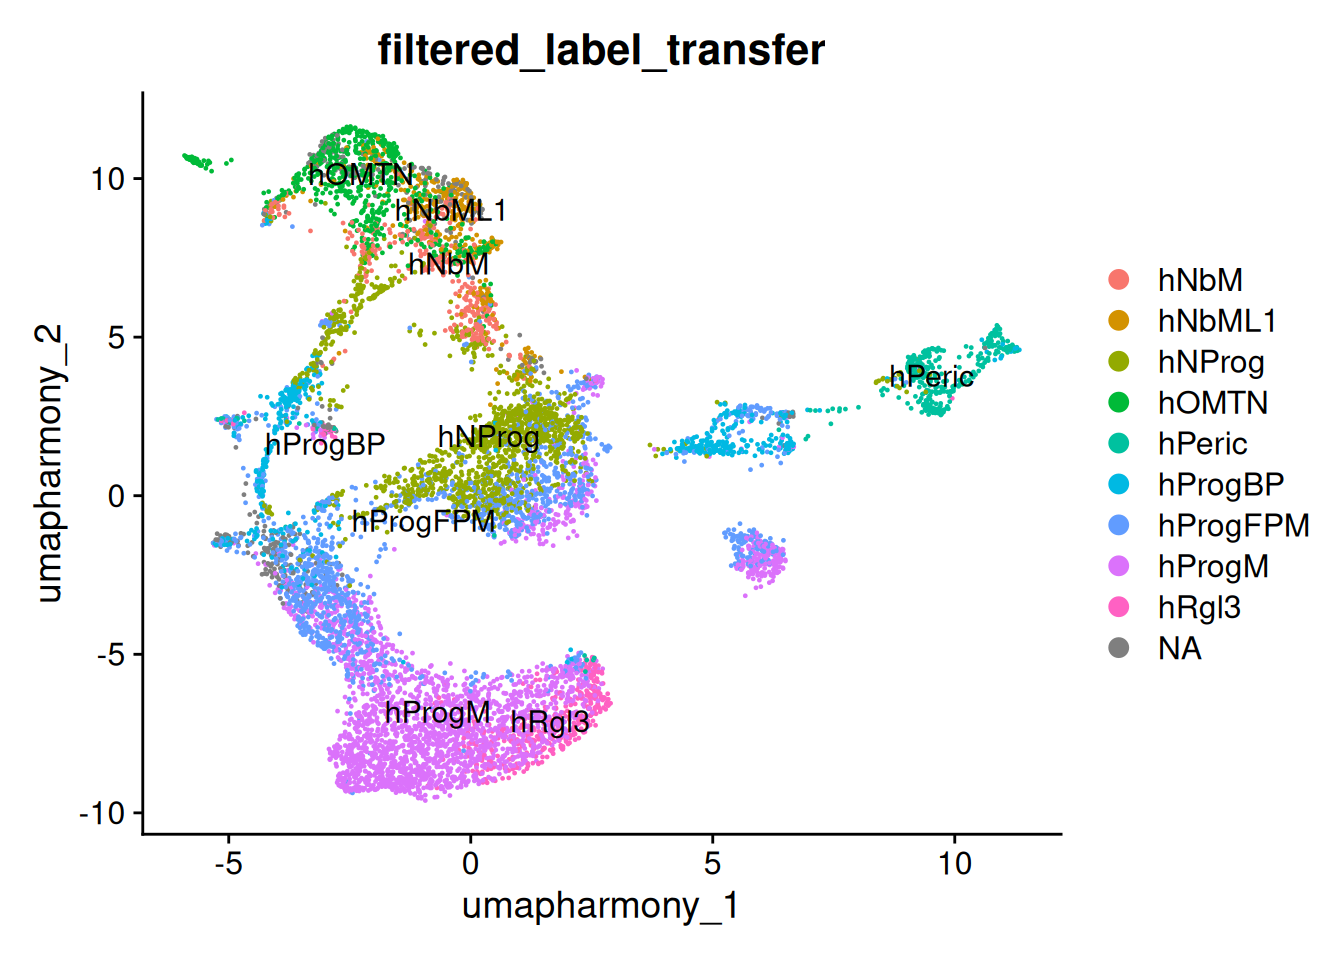 filtered_label_transfer
umapharmony_2
10
5
0
-5
-10
hOMTN
hNbML1
hNbM
hPeric
hProgBP
hNProg
hProgFPM
hProgM
hRgl3
-5
0
5
10
umapharmony_1
hNbM
hNbML1
hNProg
hOMTN
hPeric
hProgBP
hProgFPM
hProgM
hRgl3
NA